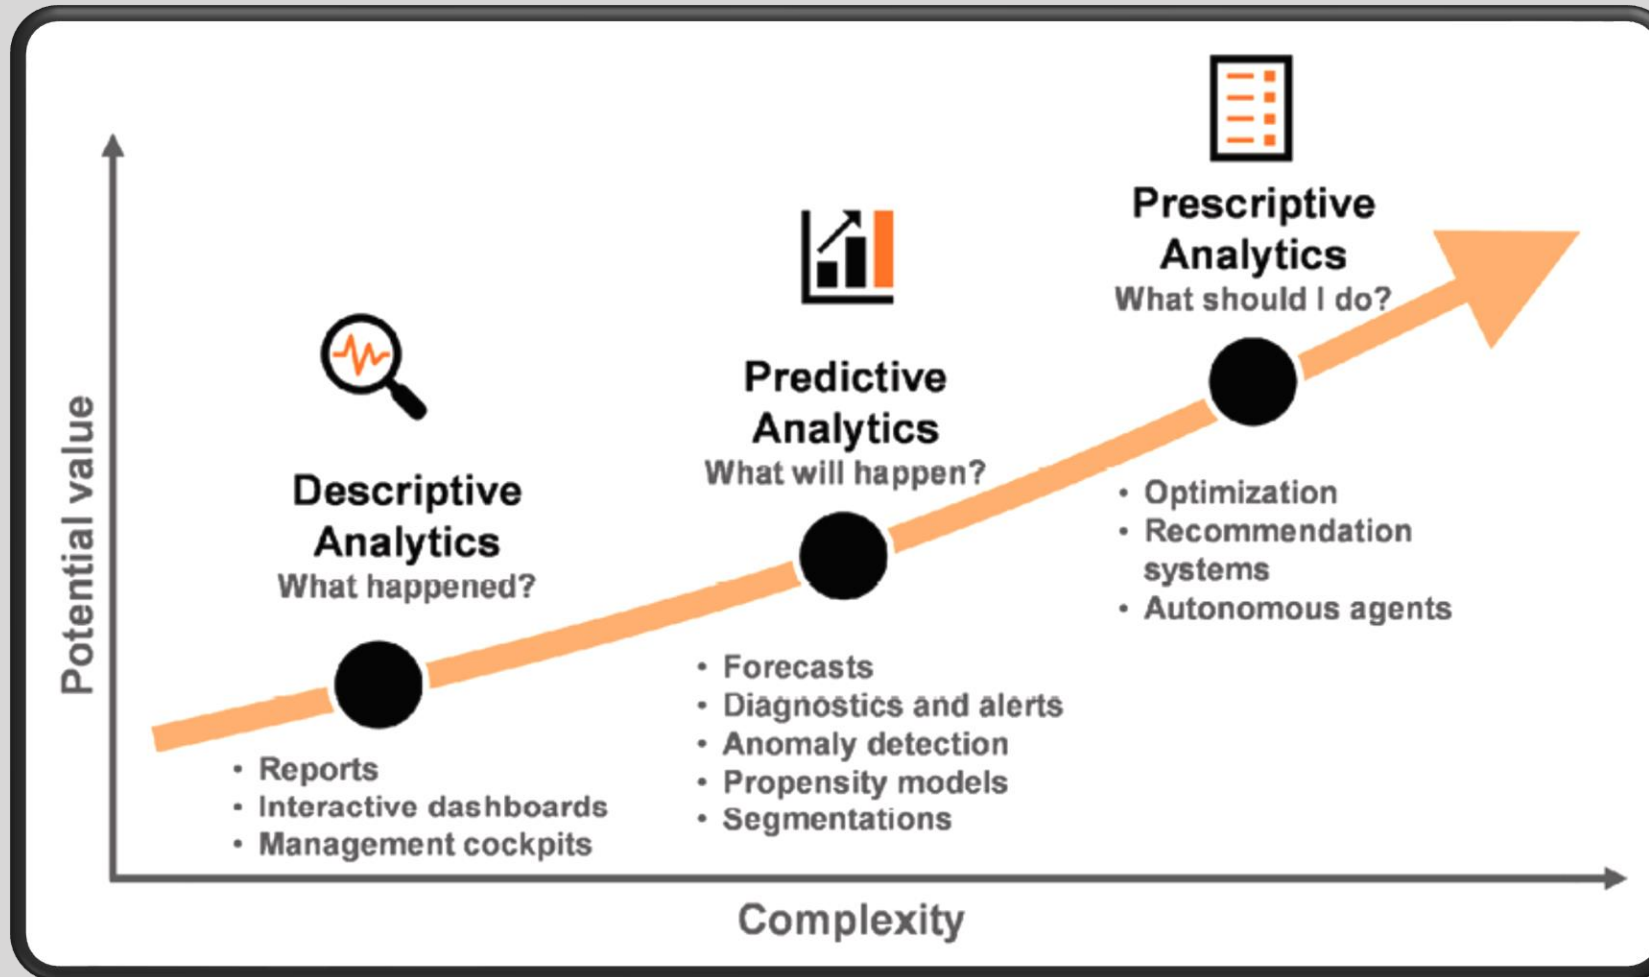 Potential value
Descriptive
Analytics
What happened?
• Reports
• Interactive dashboards
• Management cockpits
Predictive
Analytics
What will happen?
• Forecasts
• Diagnostics and alerts
• Anomaly detection
• Propensity models
• Segmentations
Prescriptive
Analytics
What should I do?
• Optimization
• Recommendation
systems
• Autonomous agents
Complexity